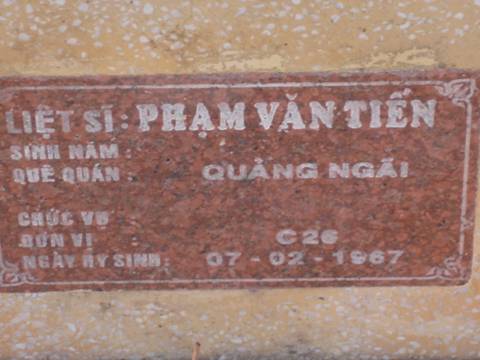 LIỆT SĨ: PHẠM VĂN TIẾN
SINH NĂM :
QUÊ QUÁN : QUẢNG NGÃI
CHỨC VỤ
ĐƠN VỊ : C 26
NGÀY HY SINH: 07 - 02 - 1967